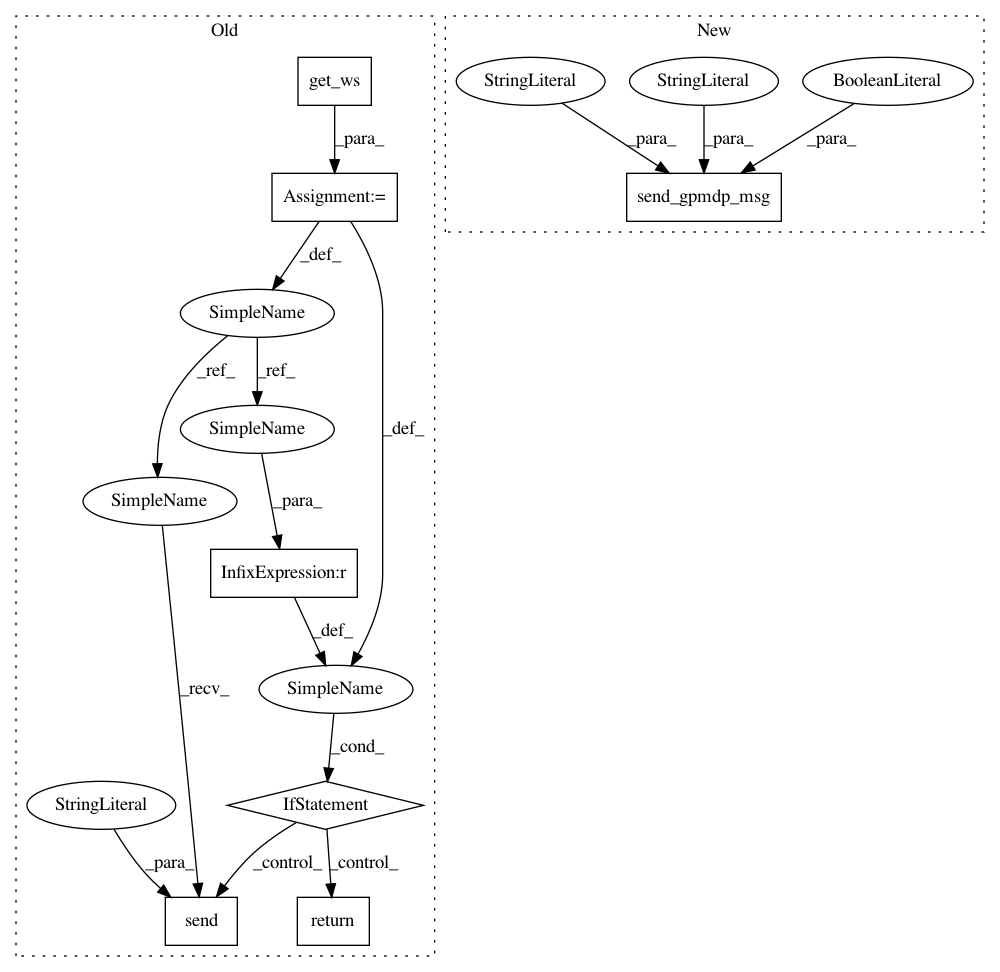 Old
New
get_ws
StringLiteral
StringLiteral
BooleanLiteral
_para_
_para_
_para_
_para_
Assignment:=
send_gpmdp_msg
_def_
SimpleName
_ref_
_ref_
SimpleName
_def_
SimpleName
_para_
InfixExpression:r
_def_
SimpleName
_recv_
_cond_
StringLiteral
IfStatement
_para_
_control_
_control_
send
return